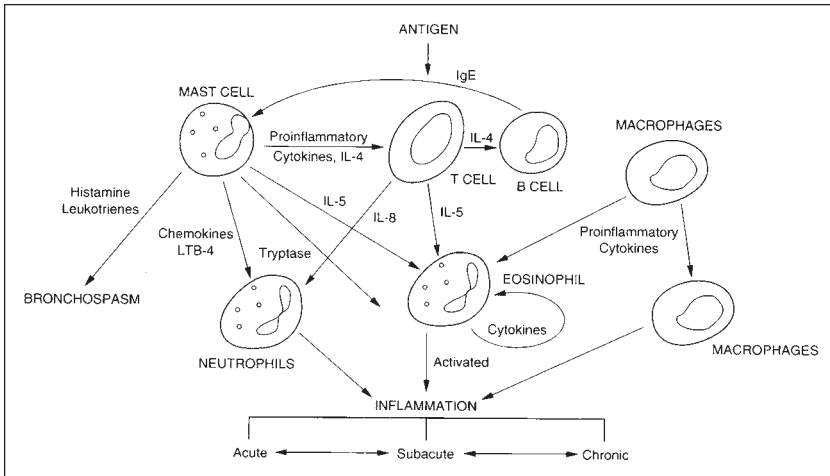 ANTIGEN
IgE
MAST CELL
Proinflammatory
Cytokines, IL-4
IL-4
MACROPHAGES
T CELL
B CELL
Histamine
Leukotrienes
IL-5
IL-8
IL-5
Chemokines
LTB-4
Tryptase
Proinflammatory
Cytokines
EOSINOPHIL
BRONCHOSPASM
Cytokines
NEUTROPHILS
Activated
MACROPHAGES
INFLAMMATION
Acute
Subacute
Chronic